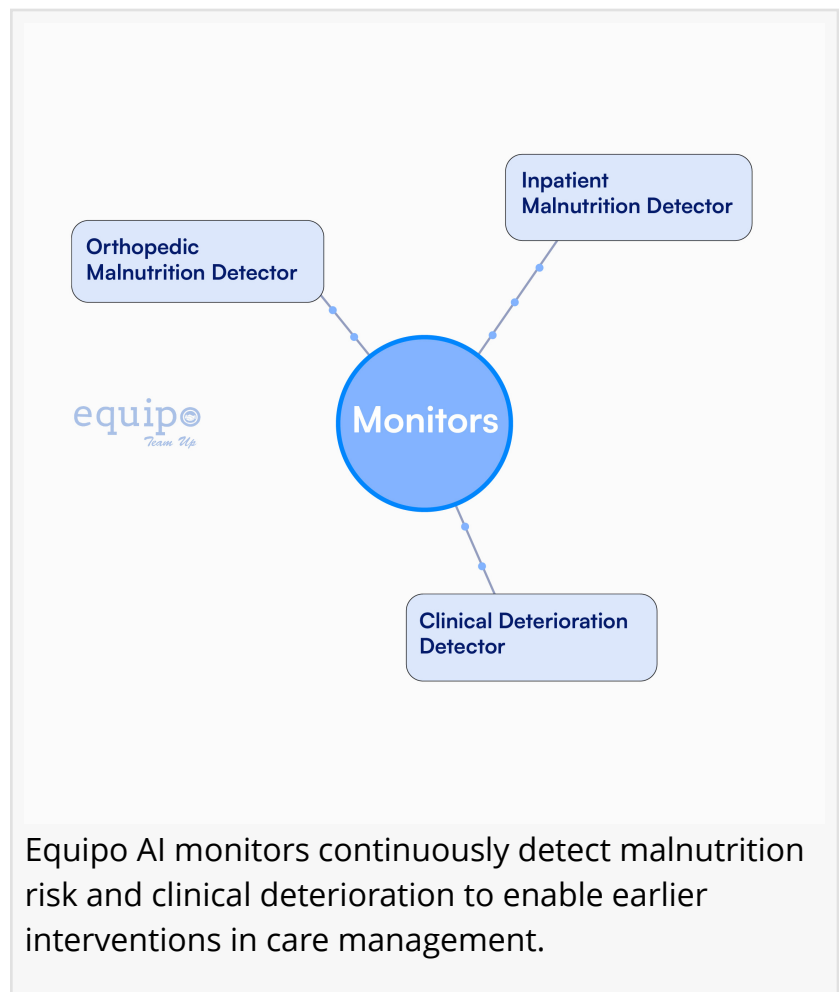 Inpatient
Malnutrition Detector
Orthopedic
Malnutrition Detector
equipo
Team Up
Monitors
Clinical Deterioration
Detector
Equipo AI monitors continuously detect malnutrition
risk and clinical deterioration to enable earlier
interventions in care management.